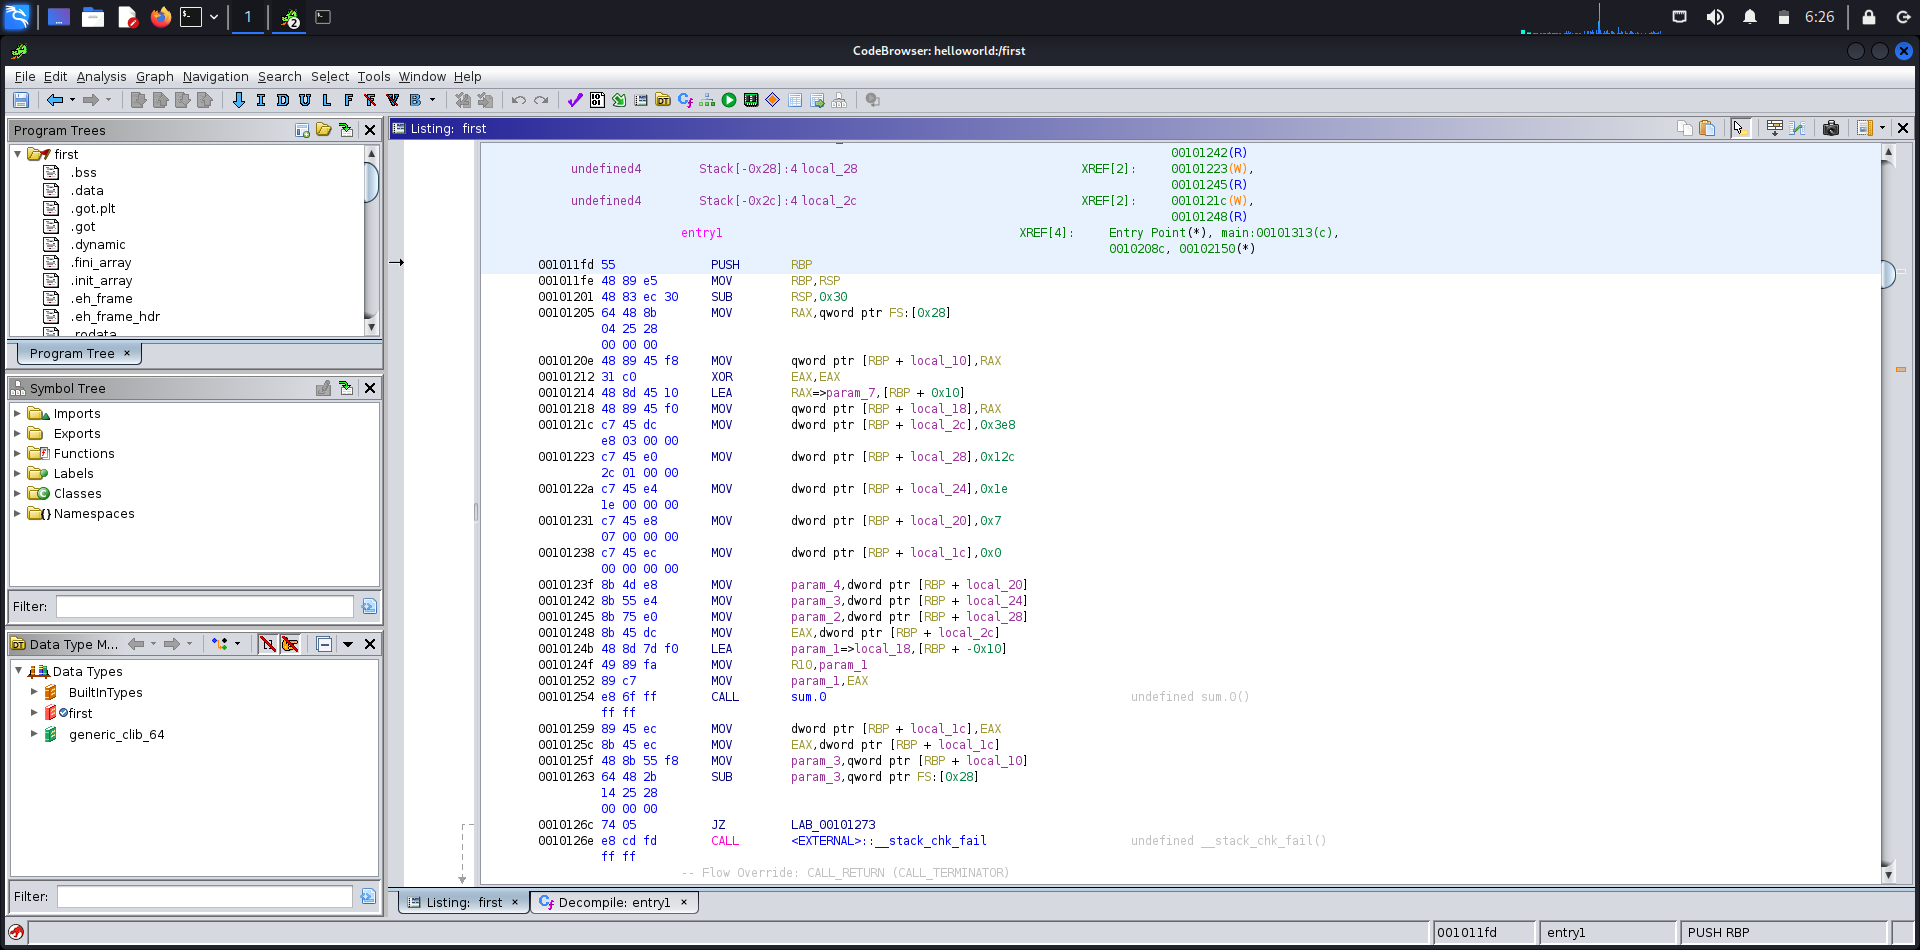 1
2
6:26
CodeBrowser: helloworld:/first
File Edit Analysis Graph Navigation Search Select Tools Window Help
I D U L F B
Program Trees
first
.bss
.data
.got.plt
.got
.dynamic
.fini_array
.init_array
.eh_frame
.eh_frame_hdr
.rodata
Program Tree ×
Symbol Tree
Imports
Exports
Functions
Labels
Classes
Namespaces
Filter:
Data Type M...
Data Types
BuiltInTypes
first
generic_clib_64
Filter:
Listing: first
00101242(R)
undefined4 Stack[-0x28]:4 local_28 XREF[2]: 00101223(W),
00101245(R)
undefined4 Stack[-0x2c]:4 local_2c XREF[2]: 0010121c(W),
00101248(R)
entry1 XREF[4]: Entry Point(*), main:00101313(c),
0010208c, 00102150(*)
001011fd 55 PUSH RBP
001011fe 48 89 e5 MOV RBP,RSP
00101201 48 83 ec 30 SUB RSP,0x30
00101205 64 48 8b MOV RAX,qword ptr FS:[0x28]
04 25 28
00 00 00
0010120e 48 89 45 f8 MOV qword ptr [RBP + local_10],RAX
00101212 31 c0 XOR EAX,EAX
00101214 48 8d 45 10 LEA RAX=>param_7,[RBP + 0x10]
00101218 48 89 45 f0 MOV qword ptr [RBP + local_18],RAX
0010121c c7 45 dc MOV dword ptr [RBP + local_2c],0x3e8
e8 03 00 00
00101223 c7 45 e0 MOV dword ptr [RBP + local_28],0x12c
2c 01 00 00
0010122a c7 45 e4 MOV dword ptr [RBP + local_24],0x1e
1e 00 00 00
00101231 c7 45 e8 MOV dword ptr [RBP + local_20],0x7
07 00 00 00
00101238 c7 45 ec MOV dword ptr [RBP + local_1c],0x0
00 00 00 00
0010123f 8b 4d e8 MOV param_4,dword ptr [RBP + local_20]
00101242 8b 55 e4 MOV param_3,dword ptr [RBP + local_24]
00101245 8b 75 e0 MOV param_2,dword ptr [RBP + local_28]
00101248 8b 45 dc MOV EAX,dword ptr [RBP + local_2c]
0010124b 48 8d 7d f0 LEA param_1=>local_18,[RBP + -0x10]
0010124f 49 89 fa MOV R10,param_1
00101252 89 c7 MOV param_1,EAX
00101254 e8 6f ff CALL sum.0 undefined sum.0()
ff ff
00101259 89 45 ec MOV dword ptr [RBP + local_1c],EAX
0010125c 8b 45 ec MOV EAX,dword ptr [RBP + local_1c]
0010125f 48 8b 55 f8 MOV param_3,qword ptr [RBP + local_10]
00101263 64 48 2b SUB param_3,qword ptr FS:[0x28]
14 25 28
00 00 00
0010126c 74 05 JZ LAB_00101273
0010126e e8 cd fd CALL <EXTERNAL>::__stack_chk_fail undefined __stack_chk_fail()
ff ff
-- Flow Override: CALL_RETURN (CALL_TERMINATOR)
Listing: first × Decompile: entry1 ×
001011fd entry1 PUSH RBP